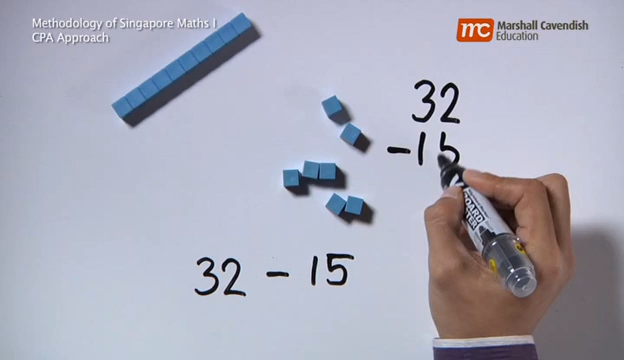 Methodology of Singapore Maths I
CPA Approach
mc Marshall Cavendish
Education
32
-15
32 - 15